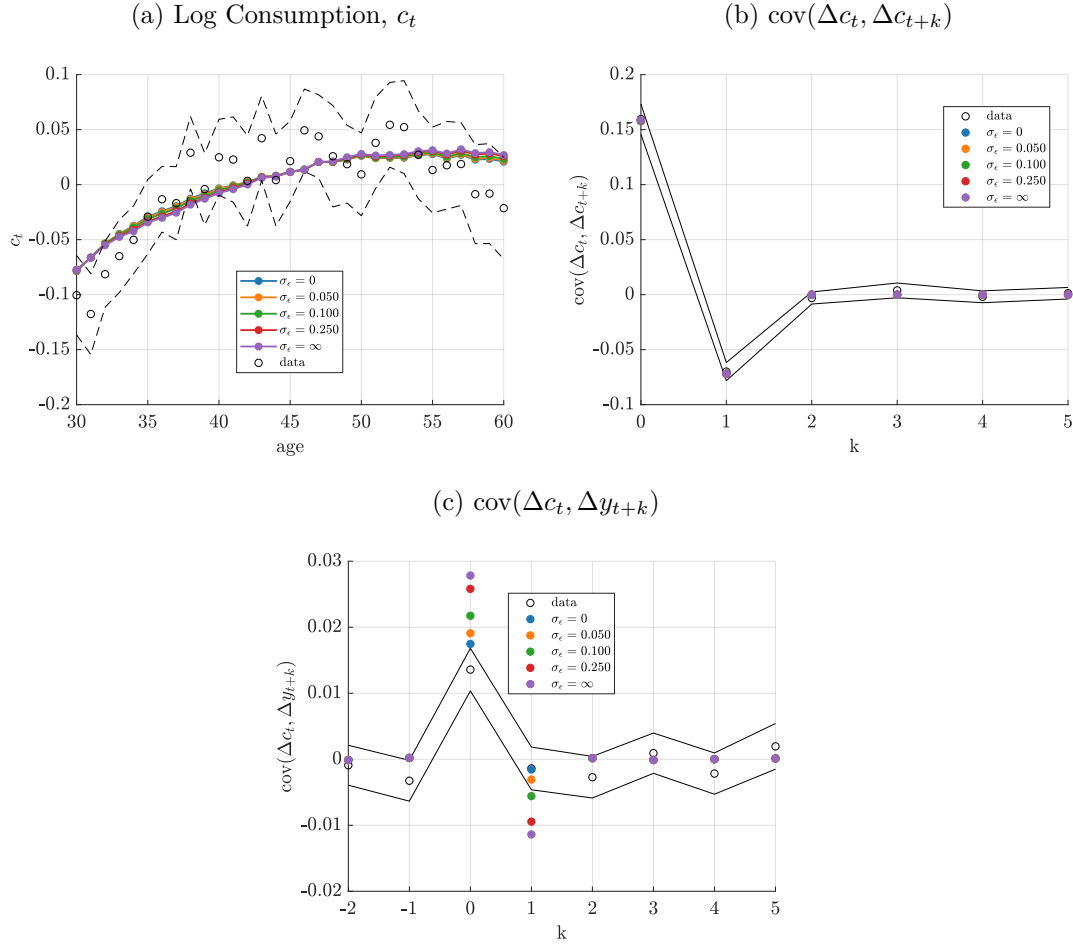 (a) Log Consumption, c_t
0.1
0.05
0
-0.05
-0.1
-0.15
-0.2
c_t
30 35 40 45 50 55 60
age
σ_ϵ = 0
σ_ϵ = 0.050
σ_ϵ = 0.100
σ_ϵ = 0.250
σ_ϵ = ∞
data
(b) cov(Δc_t, Δc_{t+k})
0.2
0.15
0.1
0.05
0
-0.05
-0.1
cov(Δc_t, Δc_{t+k})
0 1 2 3 4 5
k
data
σ_ϵ = 0
σ_ϵ = 0.050
σ_ϵ = 0.100
σ_ϵ = 0.250
σ_ϵ = ∞
(c) cov(Δc_t, Δy_{t+k})
0.03
0.02
0.01
0
-0.01
-0.02
cov(Δc_t, Δy_{t+k})
-2 -1 0 1 2 3 4 5
k
data
σ_ϵ = 0
σ_ϵ = 0.050
σ_ϵ = 0.100
σ_ϵ = 0.250
σ_ϵ = ∞